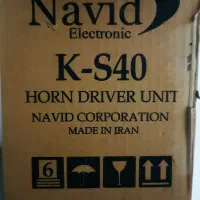 Navid
Electronic
K-S40
HORN DRIVER UNIT
NAVID CORPORATION
MADE IN IRAN
6